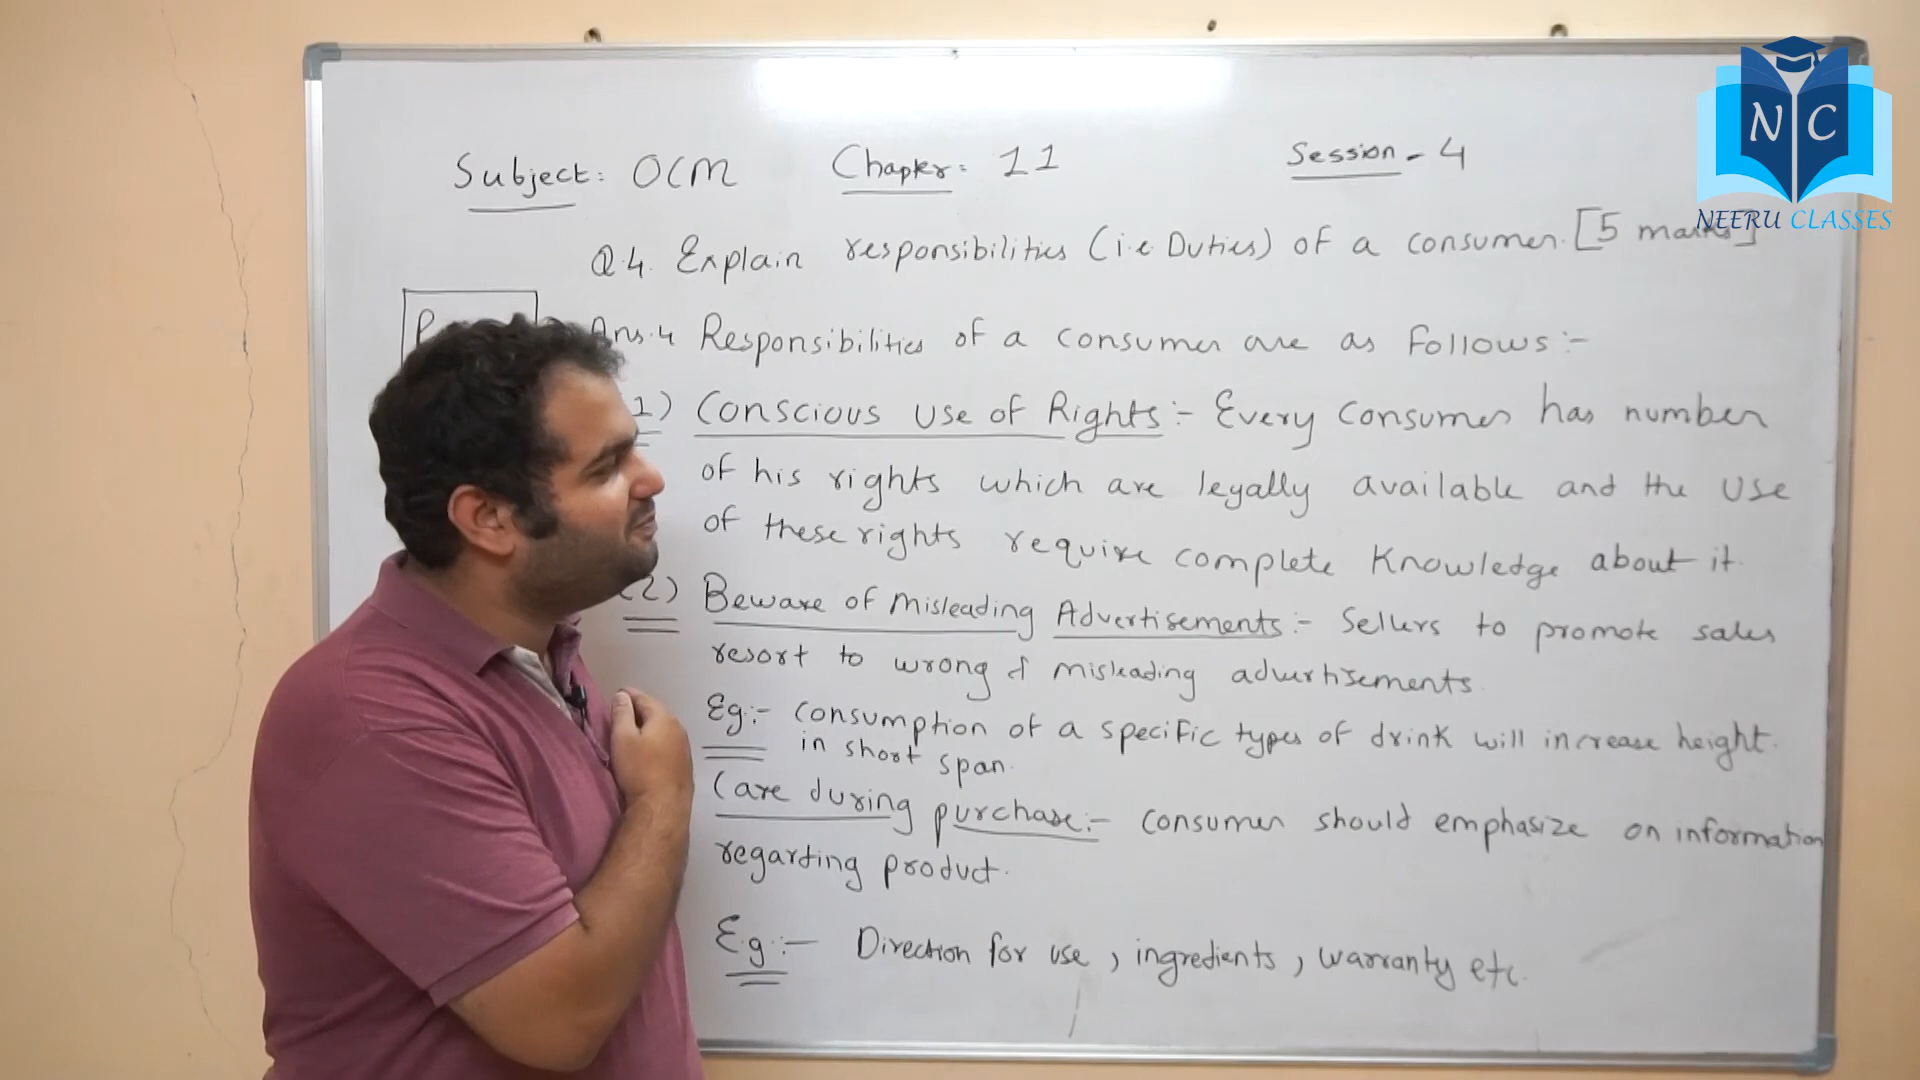 N C
NEERU CLASSES
Subject: OCM Chapter: 11 Session - 4
Q.4. Explain responsibilities (i.e Duties) of a consumer. [5 marks]
Ans.4 Responsibilities of a consumer are as follows:-
1) Conscious Use of Rights:- Every Consumer has number
of his rights which are legally available and the use
of these rights require complete knowledge about it.
(2) Beware of Misleading Advertisements:- Sellers to promote sales
resort to wrong & misleading advertisements.
Eg:- Consumption of a specific types of drink will increase height.
in short span.
Care during purchase:- Consumer should emphasize on information
regarding product.
E.g:- Direction for use, ingredients, warranty etc.